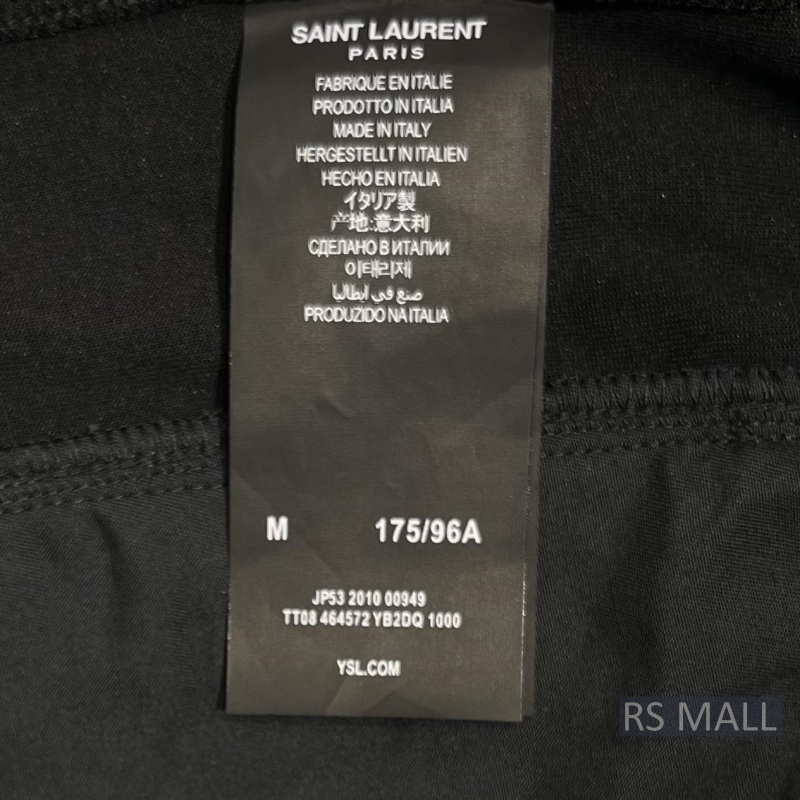 SAINT LAURENT
PARIS
FABRIQUE EN ITALIE
PRODOTTO IN ITALIA
MADE IN ITALY
HERGESTELLT IN ITALIEN
HECHO EN ITALIA
イタリア製
产地:意大利
СДЕЛАНО В ИТАЛИИ
이태리제
صنع في ايطاليا
PRODUZIDO NA ITALIA
M 175/96A
JP53 2010 00949
TT08 464572 YB2DQ 1000
YSL.COM
RS MALL